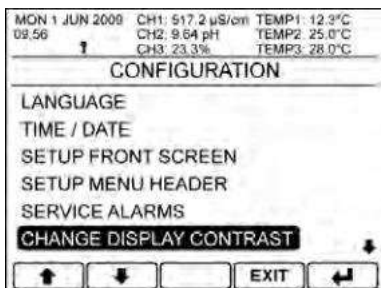 MON 1 JUN 2009 CH1: 517.2 µS/cm TEMP1: 12.3°C
09:56 CH2: 9.64 pH TEMP2: 25.0°C
CH3: 23.3% TEMP3: 28.0°C
CONFIGURATION
LANGUAGE
TIME / DATE
SETUP FRONT SCREEN
SETUP MENU HEADER
SERVICE ALARMS
CHANGE DISPLAY CONTRAST
EXIT